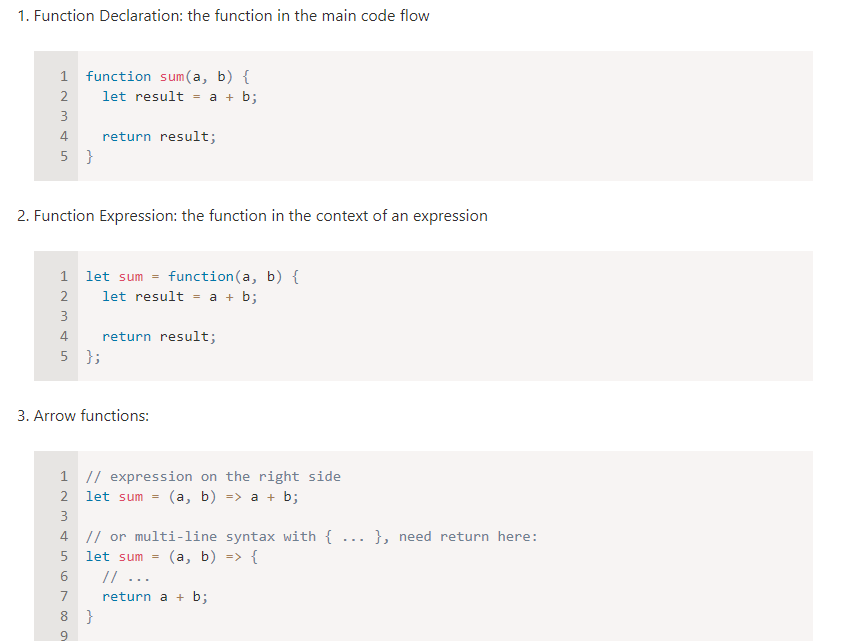 1. Function Declaration: the function in the main code flow
1 function sum(a, b) {
2   let result = a + b;
3
4   return result;
5 }
2. Function Expression: the function in the context of an expression
1 let sum = function(a, b) {
2   let result = a + b;
3
4   return result;
5 };
3. Arrow functions:
1 // expression on the right side
2 let sum = (a, b) => a + b;
3
4 // or multi-line syntax with { ... }, need return here:
5 let sum = (a, b) => {
6   // ...
7   return a + b;
8 }
9